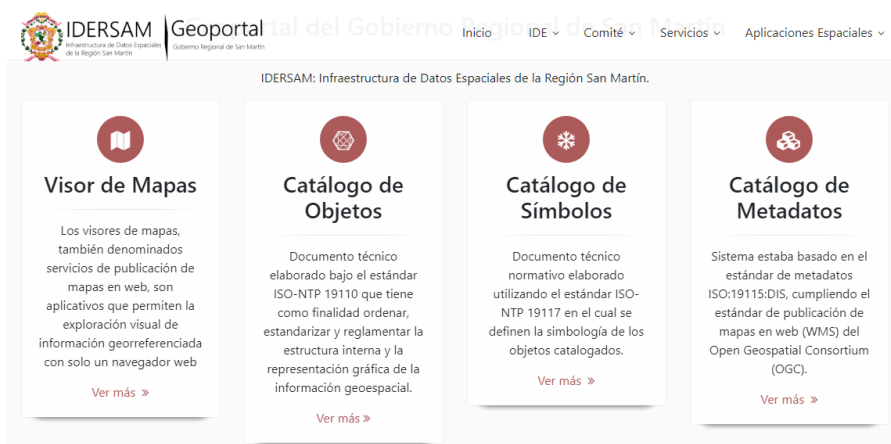 IDERSAM
Infraestructura de Datos Espaciales
de la Región San Martín
Geoportal
Gobierno Regional de San Martín
Geoportal del Gobierno Regional de San Martín
Inicio IDE Comité Servicios Aplicaciones Espaciales
IDERSAM: Infraestructura de Datos Espaciales de la Región San Martín.
Visor de Mapas
Los visores de mapas,
también denominados
servicios de publicación de
mapas en web, son
aplicativos que permiten la
exploración visual de
información georreferenciada
con solo un navegador web
Ver más »
Catálogo de
Objetos
Documento técnico
elaborado bajo el estándar
ISO-NTP 19110 que tiene
como finalidad ordenar,
estandarizar y reglamentar la
estructura interna y la
representación gráfica de la
información geoespacial.
Ver más »
Catálogo de
Símbolos
Documento técnico
normativo elaborado
utilizando el estándar ISO-
NTP 19117 en el cual se
definen la simbología de los
objetos catalogados.
Ver más »
Catálogo de
Metadatos
Sistema estaba basado en el
estándar de metadatos
ISO:19115:DIS, cumpliendo el
estándar de publicación de
mapas en web (WMS) del
Open Geospatial Consortium
(OGC).
Ver más »